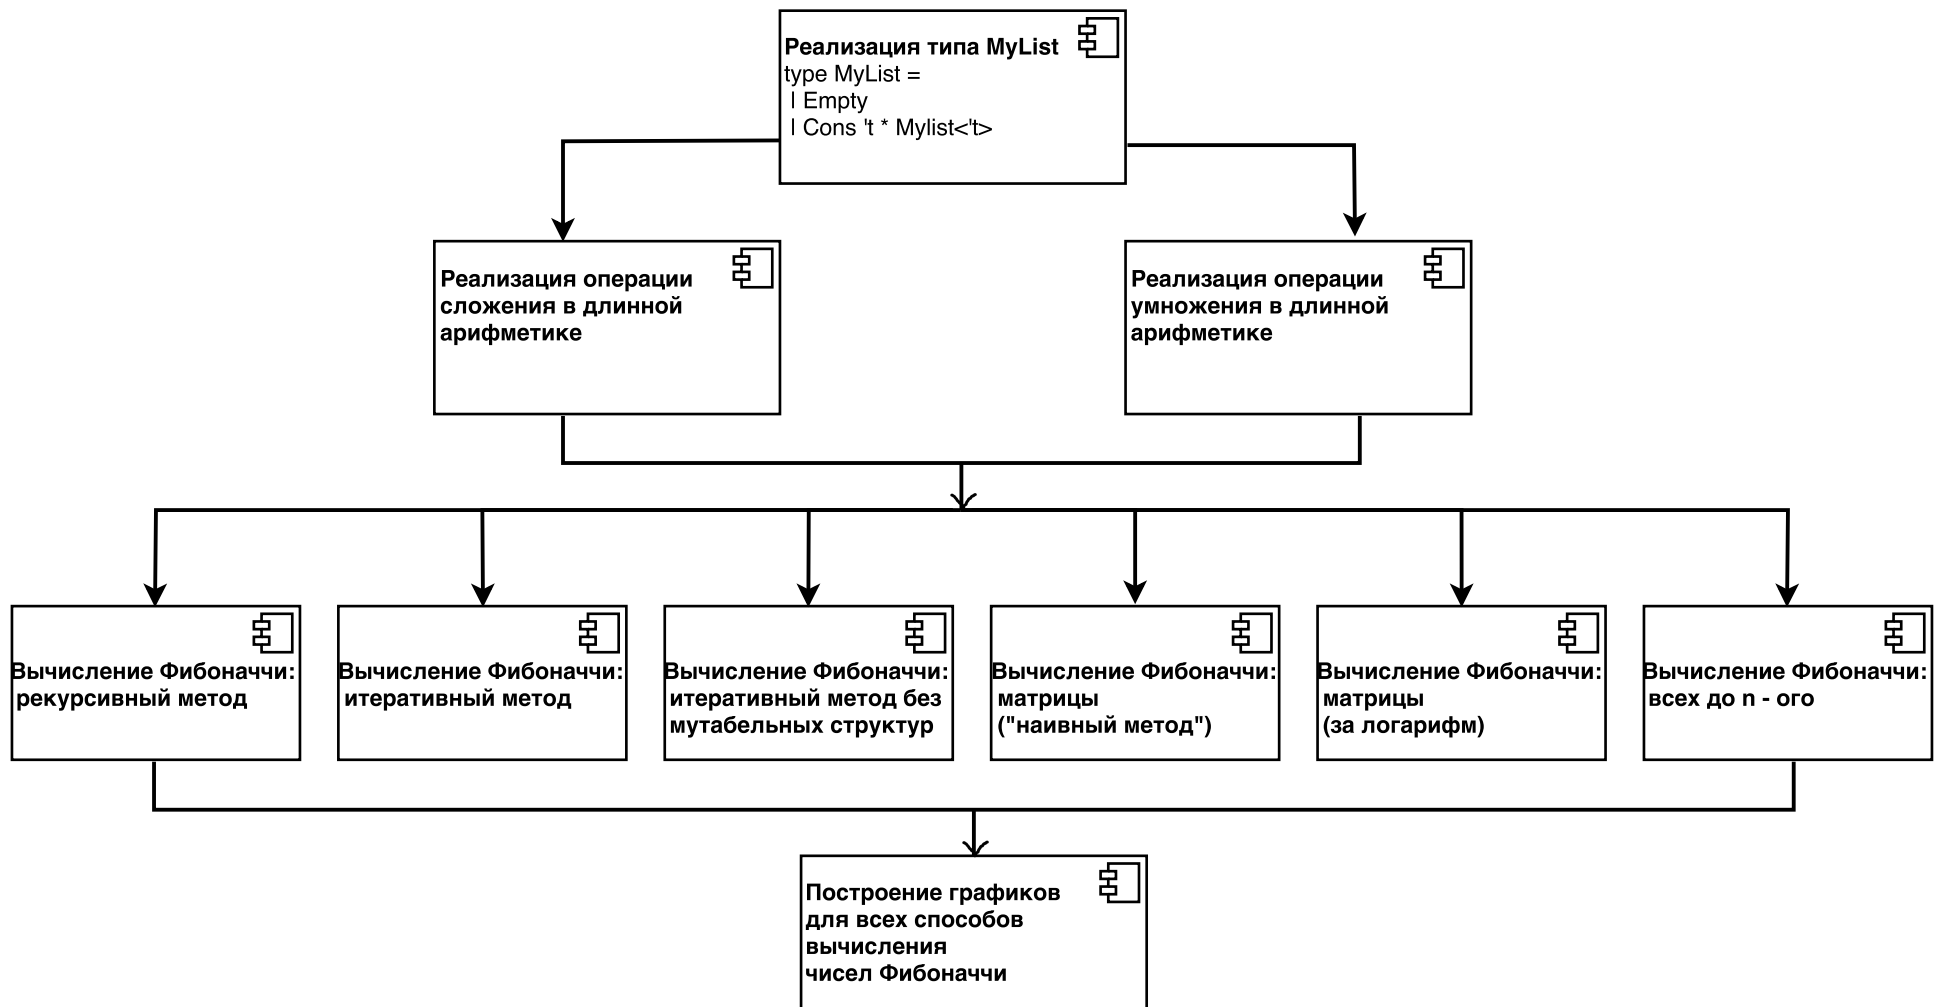 Реализация типа MyList
type MyList =
| Empty
| Cons 't * Mylist<'t>
Реализация операции
сложения в длинной
арифметике
Реализация операции
умножения в длинной
арифметике
Вычисление Фибоначчи:
рекурсивный метод
Вычисление Фибоначчи:
итеративный метод
Вычисление Фибоначчи:
итеративный метод без
мутабельных структур
Вычисление Фибоначчи:
матрицы
("наивный метод")
Вычисление Фибоначчи:
матрицы
(за логарифм)
Вычисление Фибоначчи:
всех до n - ого
Построение графиков
для всех способов
вычисления
чисел Фибоначчи